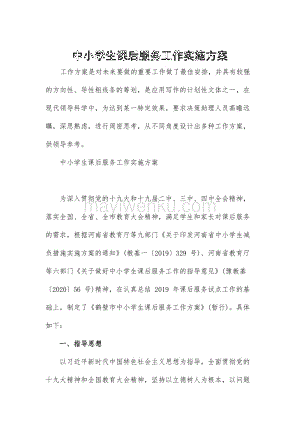 中小学生课后服务工作实施方案
工作方案是对未来要做的重要工作做了最佳安排，并具有较强
的方向性、导性粗线条的筹划，是应用写作的计划性文体之一，在
现代领导科学中，为达到某一特定效果，要求决策助理人员高瞻远
瞩，深思熟虑，进行周密思考，从不同角度设计出多种工作方案，
供领导参考。
中小学生课后服务工作实施方案
为深入贯彻党的十九大和十九届二中、三中、四中全会精神，
落实全国、全省、全市教育大会精神，满足学生和家长对课后服务
的需求，根据河南省教育厅等九部门《关于印发河南省中小学生减
负措施实施方案的通知》（教基一〔2019〕329 号）、河南省教育厅
等六部门《关于做好中小学生课后服务工作的指导意见》（豫教基
〔2020〕56 号）精神，在认真总结 2019 年课后服务试点工作的基
础上，制定了《鹤壁市中小学课后服务工作方案》（暂行）。具体
如下：
一、指导思想
以习近平新时代中国特色社会主义思想为指导，全面贯彻党的
十九大精神和全国教育大会精神，坚持以立德树人为根本，以问题